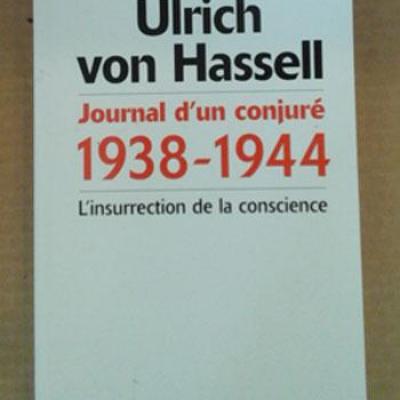 Ulrich
von Hassell
Journal d'un conjuré
1938-1944
L'insurrection de la conscience